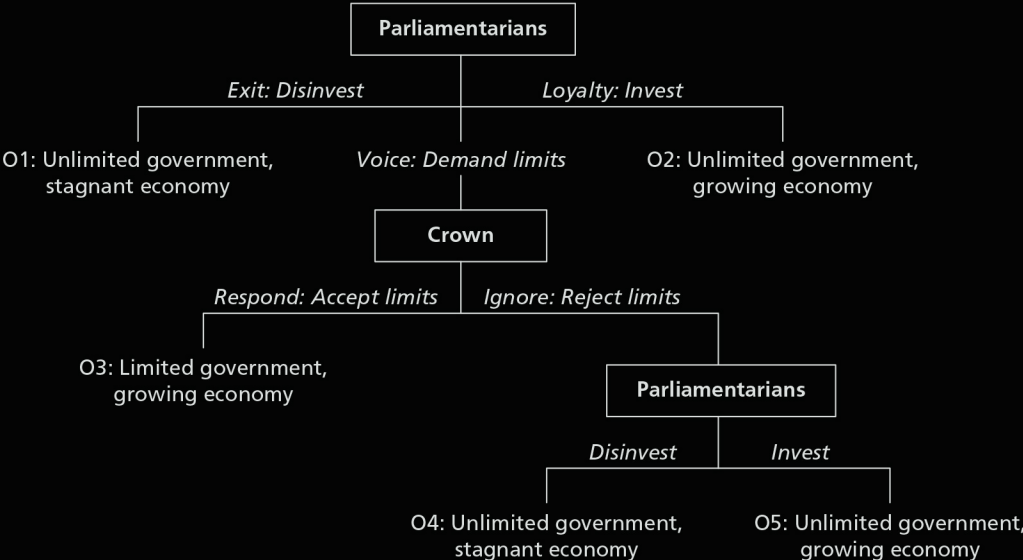 Parliamentarians
Exit: Disinvest
Loyalty: Invest
O1: Unlimited government,
stagnant economy
Voice: Demand limits
O2: Unlimited government,
growing economy
Crown
Respond: Accept limits
Ignore: Reject limits
O3: Limited government,
growing economy
Parliamentarians
Disinvest
Invest
O4: Unlimited government,
stagnant economy
O5: Unlimited government,
growing economy